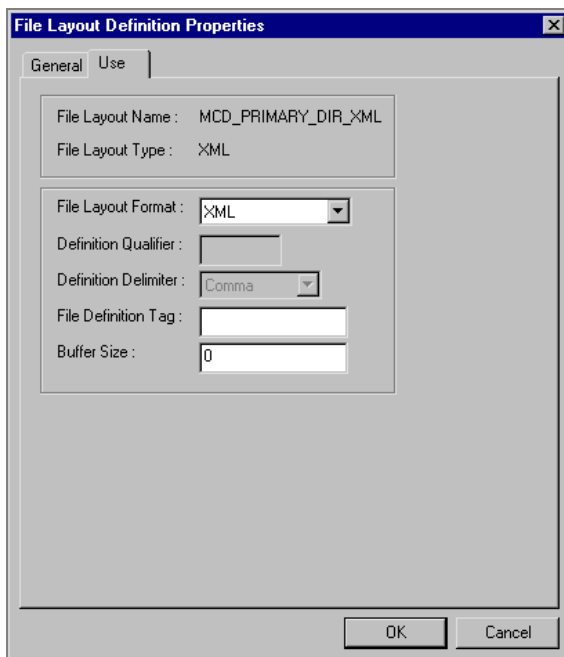 File Layout Definition Properties
General Use
File Layout Name : MCD_PRIMARY_DIR_XML
File Layout Type : XML
File Layout Format : XML
Definition Qualifier :
Definition Delimiter : Comma
File Definition Tag :
Buffer Size : 0
OK Cancel